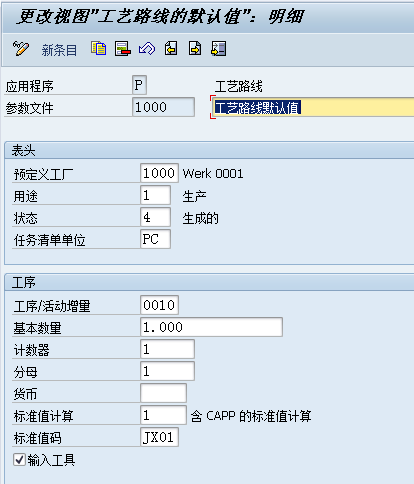 更改视图"工艺路线的默认值": 明细
新条目
应用程序 P 工艺路线
参数文件 1000 工艺路线默认值
表头
预定义工厂 1000 Werk 0001
用途 1 生产
状态 4 生成的
任务清单单位 PC
工序
工序/活动增量 0010
基本数量 1.000
计数器 1
分母 1
货币
标准值计算 1 含 CAPP 的标准值计算
标准值码 JX01
输入工具